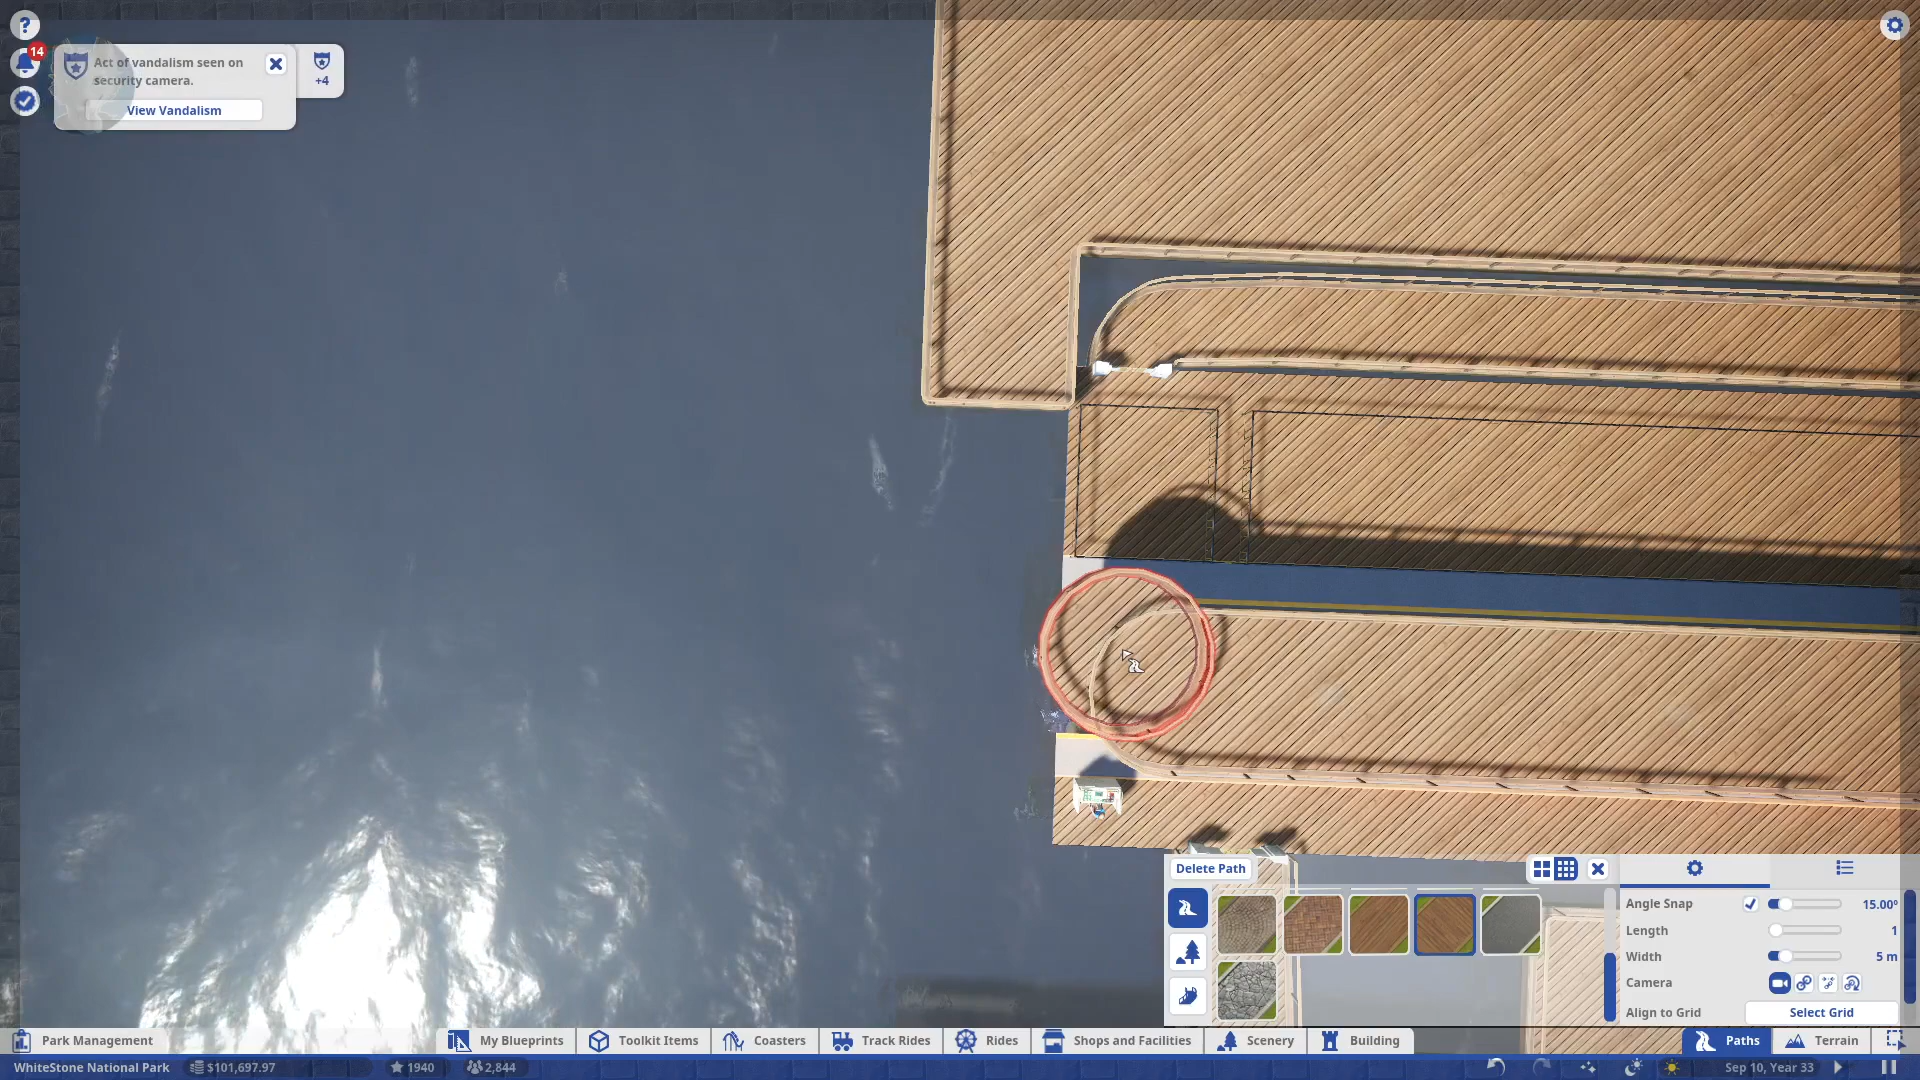 ?
14
Act of vandalism seen on
security camera.
View Vandalism
+4
Delete Path
Angle Snap 15.00°
Length 1
Width 5 m
Camera
Align to Grid Select Grid
Park Management My Blueprints Toolkit Items Coasters Track Rides Rides Shops and Facilities Scenery Building Paths Terrain
WhiteStone National Park $101,697.97 1940 2,844 Sep 10, Year 33